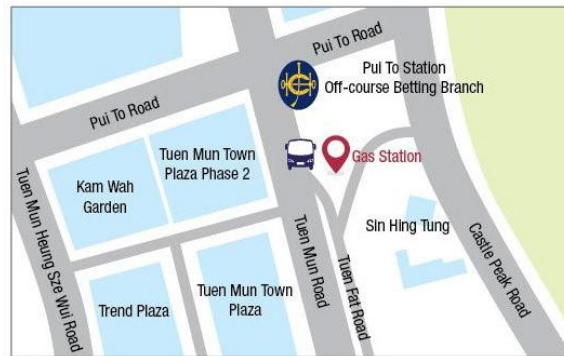 Pui To Road
Pui To Station
Off-course Betting Branch
Pui To Road
Gas Station
Tuen Mun Town
Plaza Phase 2
Kam Wah
Garden
Tuen Mun Heung Sze Wui Road
Tuen Mun Road
Tuen Fat Road
Sin Hing Tung
Castle Peak Road
Trend Plaza
Tuen Mun Town
Plaza